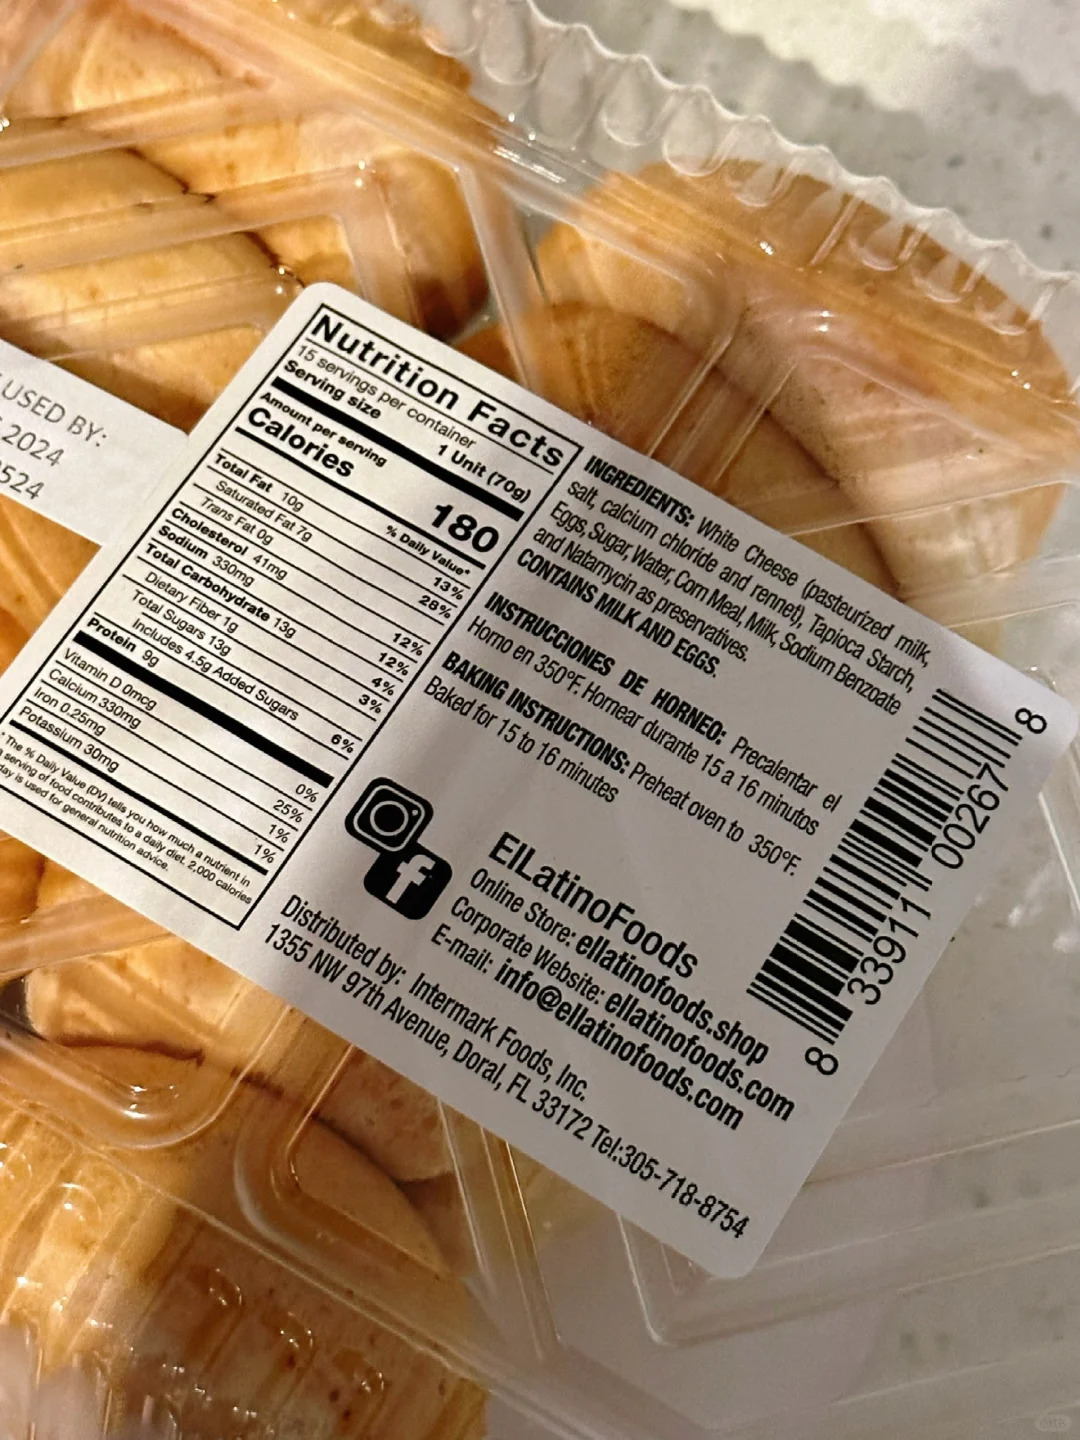 USED BY:
2024
524
Nutrition Facts
15 servings per container
Serving size 1 Unit (70g)
Amount per serving
Calories 180
% Daily Value*
Total Fat 10g 13%
Saturated Fat 7g 28%
Trans Fat 0g
Cholesterol 41mg 12%
Sodium 330mg 12%
Total Carbohydrate 13g 4%
Dietary Fiber 1g 3%
Total Sugars 13g
Includes 4.5g Added Sugars 6%
Protein 9g
Vitamin D 0mcg 0%
Calcium 330mg 25%
Iron 0.25mg 1%
Potassium 30mg 1%
* The % Daily Value (DV) tells you how much a nutrient in
serving of food contributes to a daily diet. 2,000 calories
day is used for general nutrition advice.
INGREDIENTS: White Cheese (pasteurized milk,
salt, calcium chloride and rennet), Tapioca Starch,
Eggs, Sugar, Water, Corn Meal, Milk, Sodium Benzoate
and Natamycin as preservatives.
CONTAINS MILK AND EGGS.
INSTRUCCIONES DE HORNEO: Precalentar el
Horno en 350°F. Hornear durante 15 a 16 minutos
BAKING INSTRUCTIONS: Preheat oven to 350°F.
Baked for 15 to 16 minutes
ElLatinoFoods
Online Store: ellatinofoods.shop
Corporate Website: ellatinofoods.com
E-mail: info@ellatinofoods.com
Distributed by: Intermark Foods, Inc.
1355 NW 97th Avenue, Doral, FL 33172 Tel:305-718-8754
8 33911 00267 8